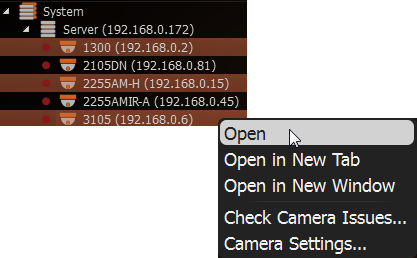 System
Server (192.168.0.172)
1300 (192.168.0.2)
2105DN (192.168.0.81)
2255AM-H (192.168.0.15)
2255AMIR-A (192.168.0.45)
3105 (192.168.0.6)
Open
Open in New Tab
Open in New Window
Check Camera Issues...
Camera Settings...